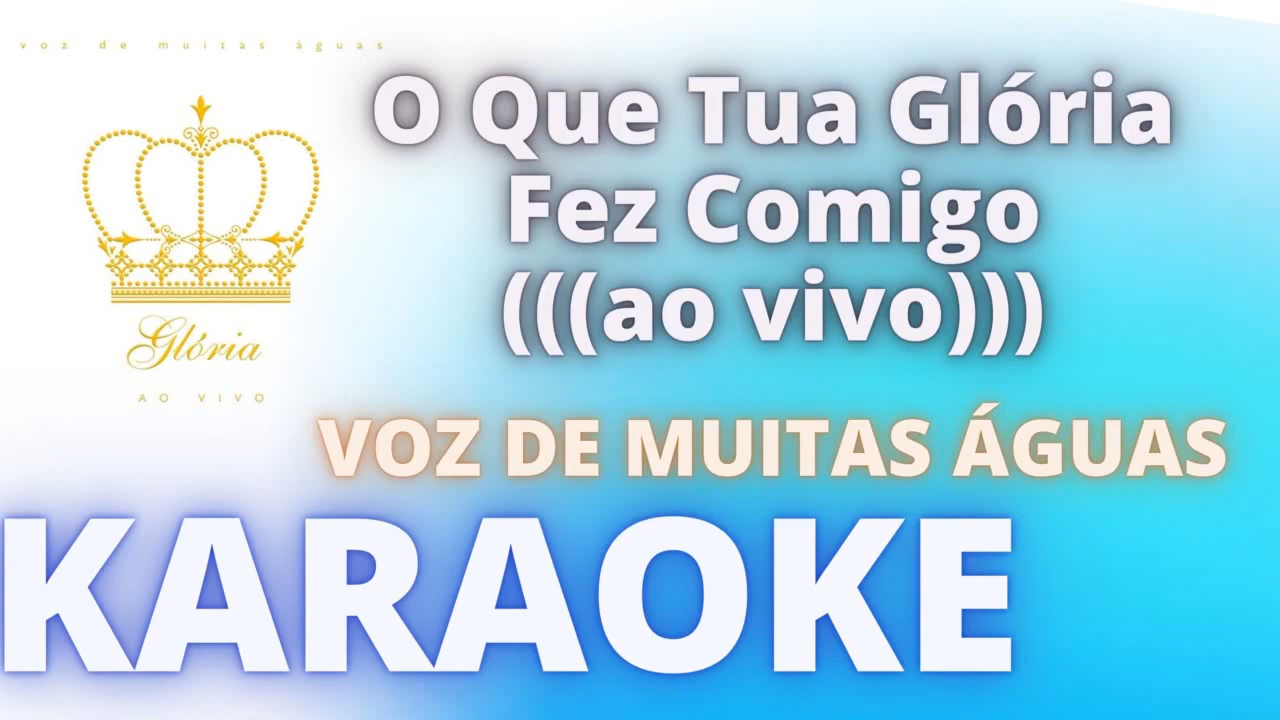 voz de muitas águas
O Que Tua Glória
Fez Comigo
(((ao vivo)))
Glória
AO VIVO
VOZ DE MUITAS ÁGUAS
KARAOKE